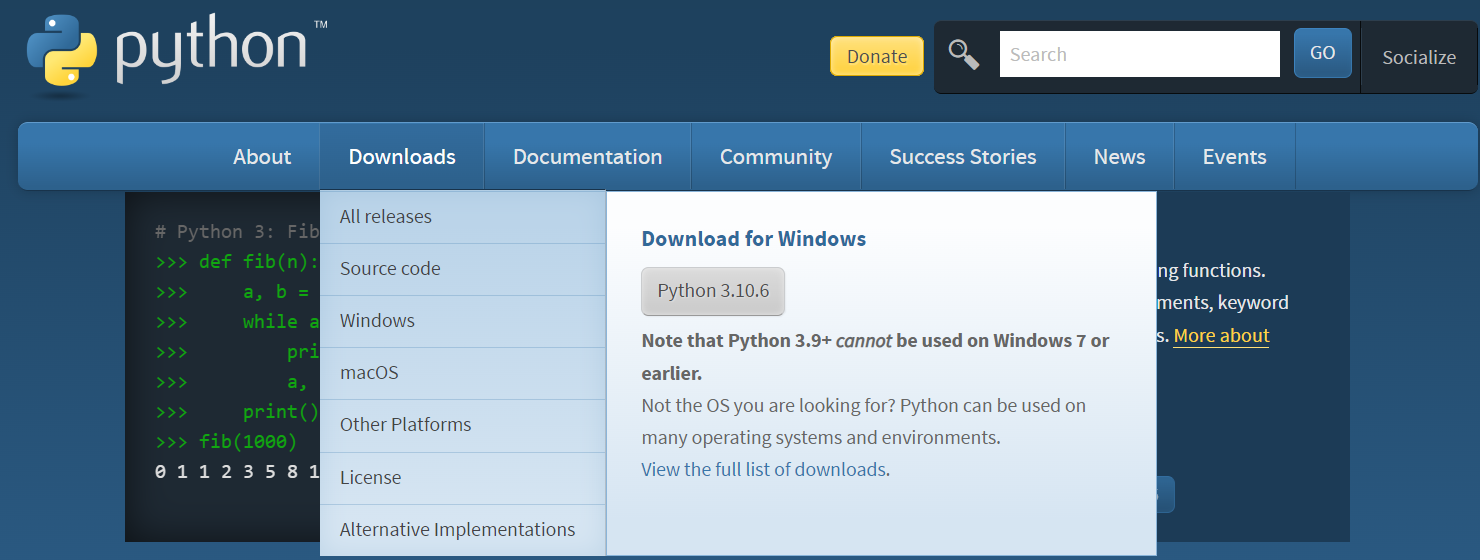 python™
Donate
Search
GO
Socialize
About
Downloads
Documentation
Community
Success Stories
News
Events
All releases
Source code
Windows
macOS
Other Platforms
License
Alternative Implementations
Download for Windows
Python 3.10.6
Note that Python 3.9+ cannot be used on Windows 7 or
earlier.
Not the OS you are looking for? Python can be used on
many operating systems and environments.
View the full list of downloads.
# Python 3: Fib
>>> def fib(n):
>>>     a, b =
>>>     while a
>>>         pri
>>>         a,
>>>     print()
>>> fib(1000)
0 1 1 2 3 5 8 1
ng functions.
ments, keyword
s. More about